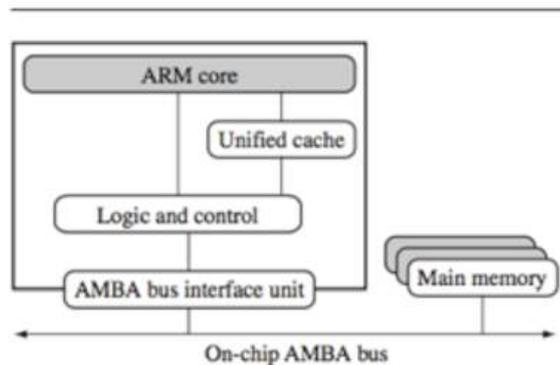 ARM core
Unified cache
Logic and control
AMBA bus interface unit
Main memory
On-chip AMBA bus